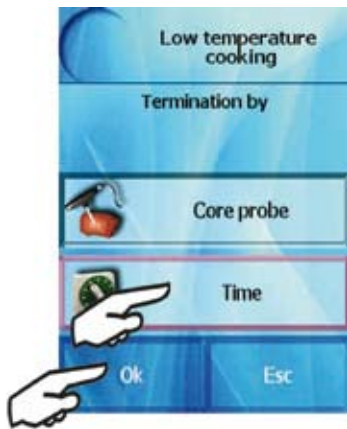 Low temperature
cooking
Termination by
Core probe
Time
Ok
Esc